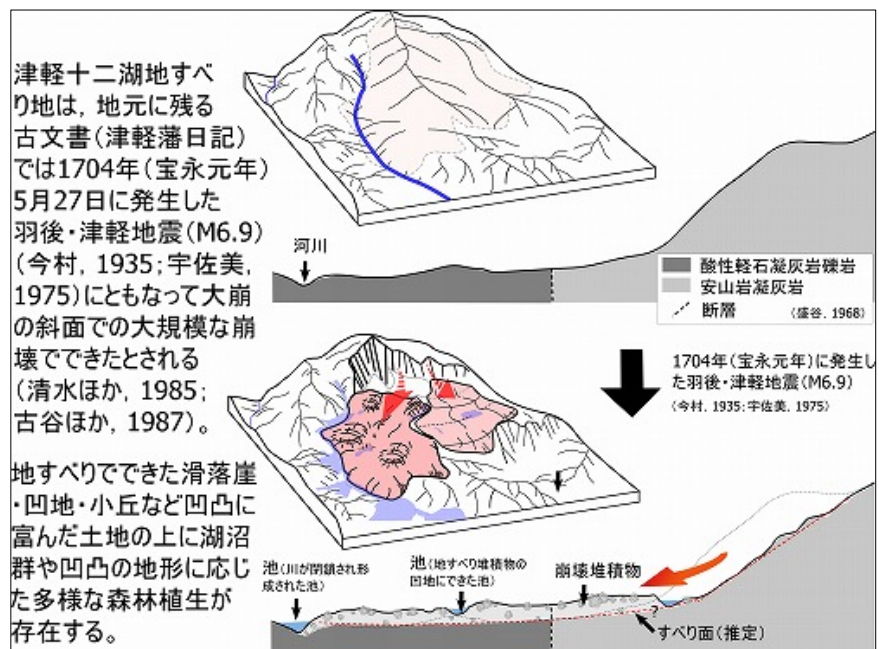 津軽十二湖地すべ
り地は，地元に残る
古文書（津軽藩日記）
では1704年（宝永元年）
5月27日に発生した
羽後・津軽地震（M6.9）
（今村，1935；宇佐美，
1975）にともなって大崩
の斜面での大規模な崩
壊でできたとされる
（清水ほか，1985；
古谷ほか，1987）。
地すべりでできた滑落崖
・凹地・小丘など凹凸に
富んだ土地の上に湖沼
群や凹凸の地形に応じ
た多様な森林植生が
存在する。
河川
酸性軽石凝灰岩礫岩
安山岩凝灰岩
断層 （盛谷，1968）
1704年（宝永元年）に発生し
た羽後・津軽地震（M6.9）
（今村，1935；宇佐美，1975）
池（川が閉鎖され形
成された池）
池（地すべり堆積物の
凹地にできた池）
崩壊堆積物
?
すべり面（推定）